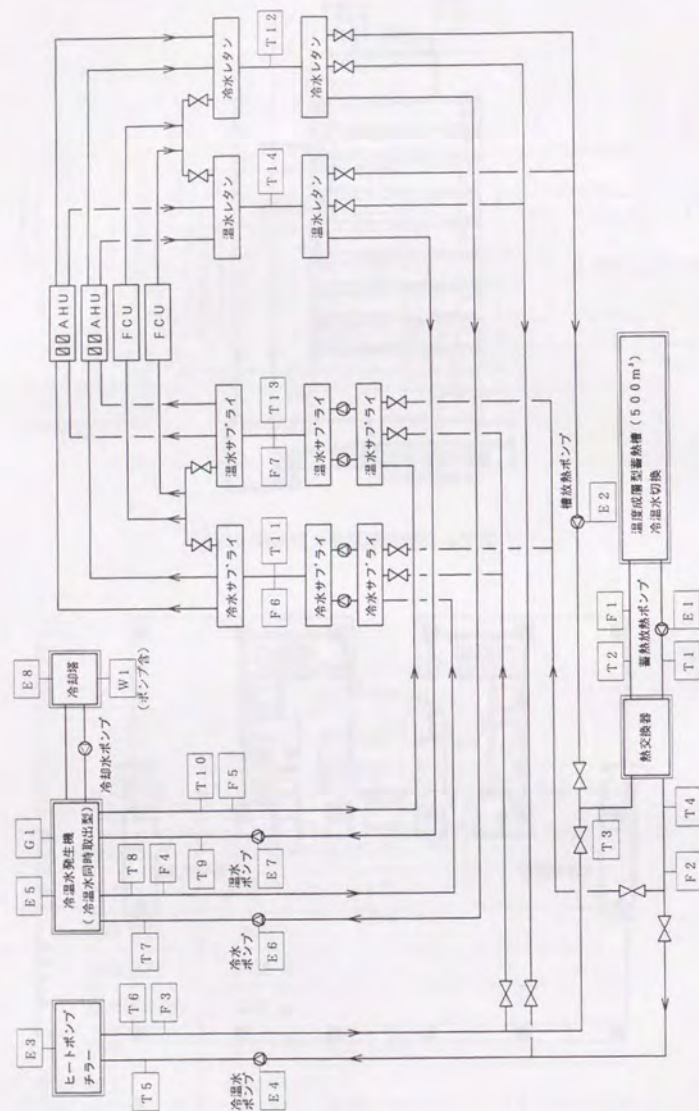 E3
ヒートポンプ
チラー
T5
T6
F3
冷温水
ポンプ
E4
E5
G1
冷温水発生機
(冷温水同時取出型)
T7
T8
F4
冷水
ポンプ
E6
T9
T10
F5
温水
ポンプ
E7
冷却水ポンプ
E8
冷却塔
W1
(ポンプ含)
AHU
AHU
FCU
FCU
冷水サプライ
F6
T11
冷水サプライ
冷水サプライ
温水サプライ
F7
T13
温水サプライ
温水サプライ
温水レタン
T14
温水レタン
冷水レタン
T12
冷水レタン
槽放熱ポンプ
E2
温度成層型蓄熱槽(500m³)
冷温水切換
T2
F1
蓄熱放熱ポンプ
T1
E1
熱交換器
T3
F2
T4